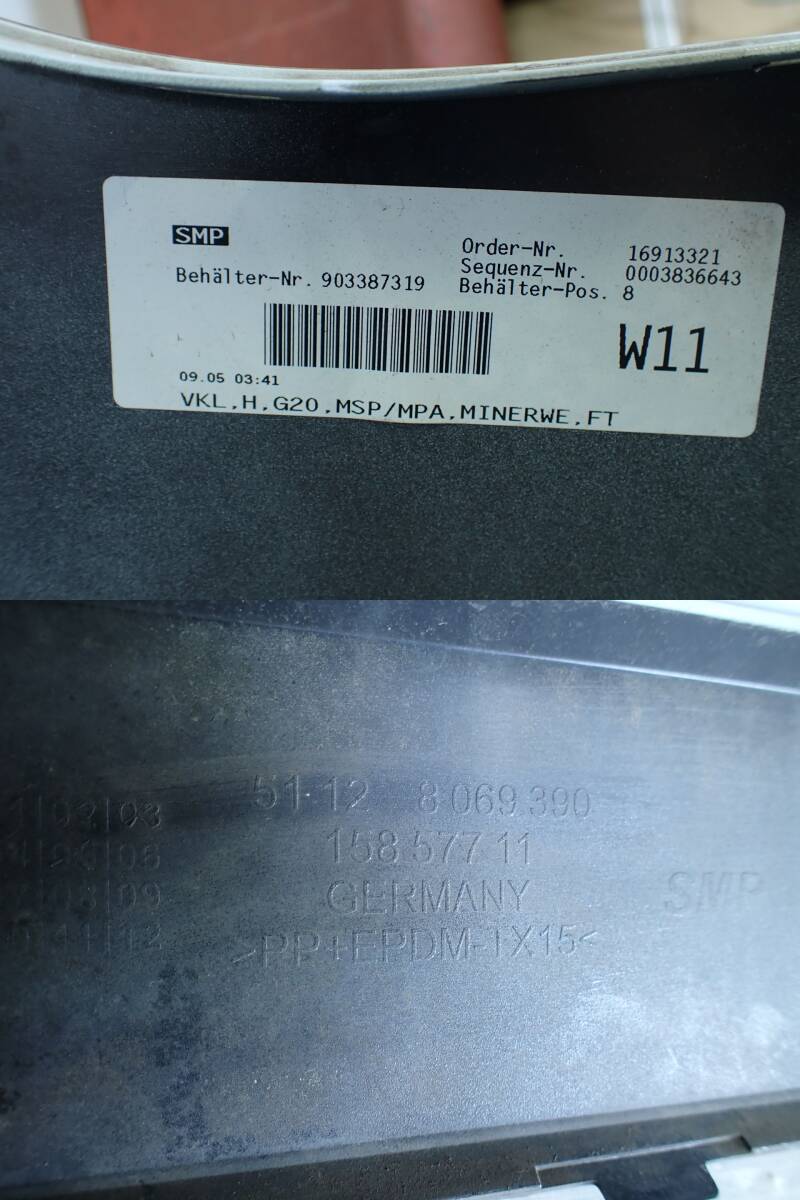 SMP
Order-Nr. 16913321
Sequenz-Nr. 0003836643
Behälter-Nr. 903387319
Behälter-Pos. 8
W11
09.05 03:41
VKL,H,G20,MSP/MPA,MINERWE,FT
51·12 8 069 390
158 577 11
GERMANY
SMP
>PP+EPDM-TX15<